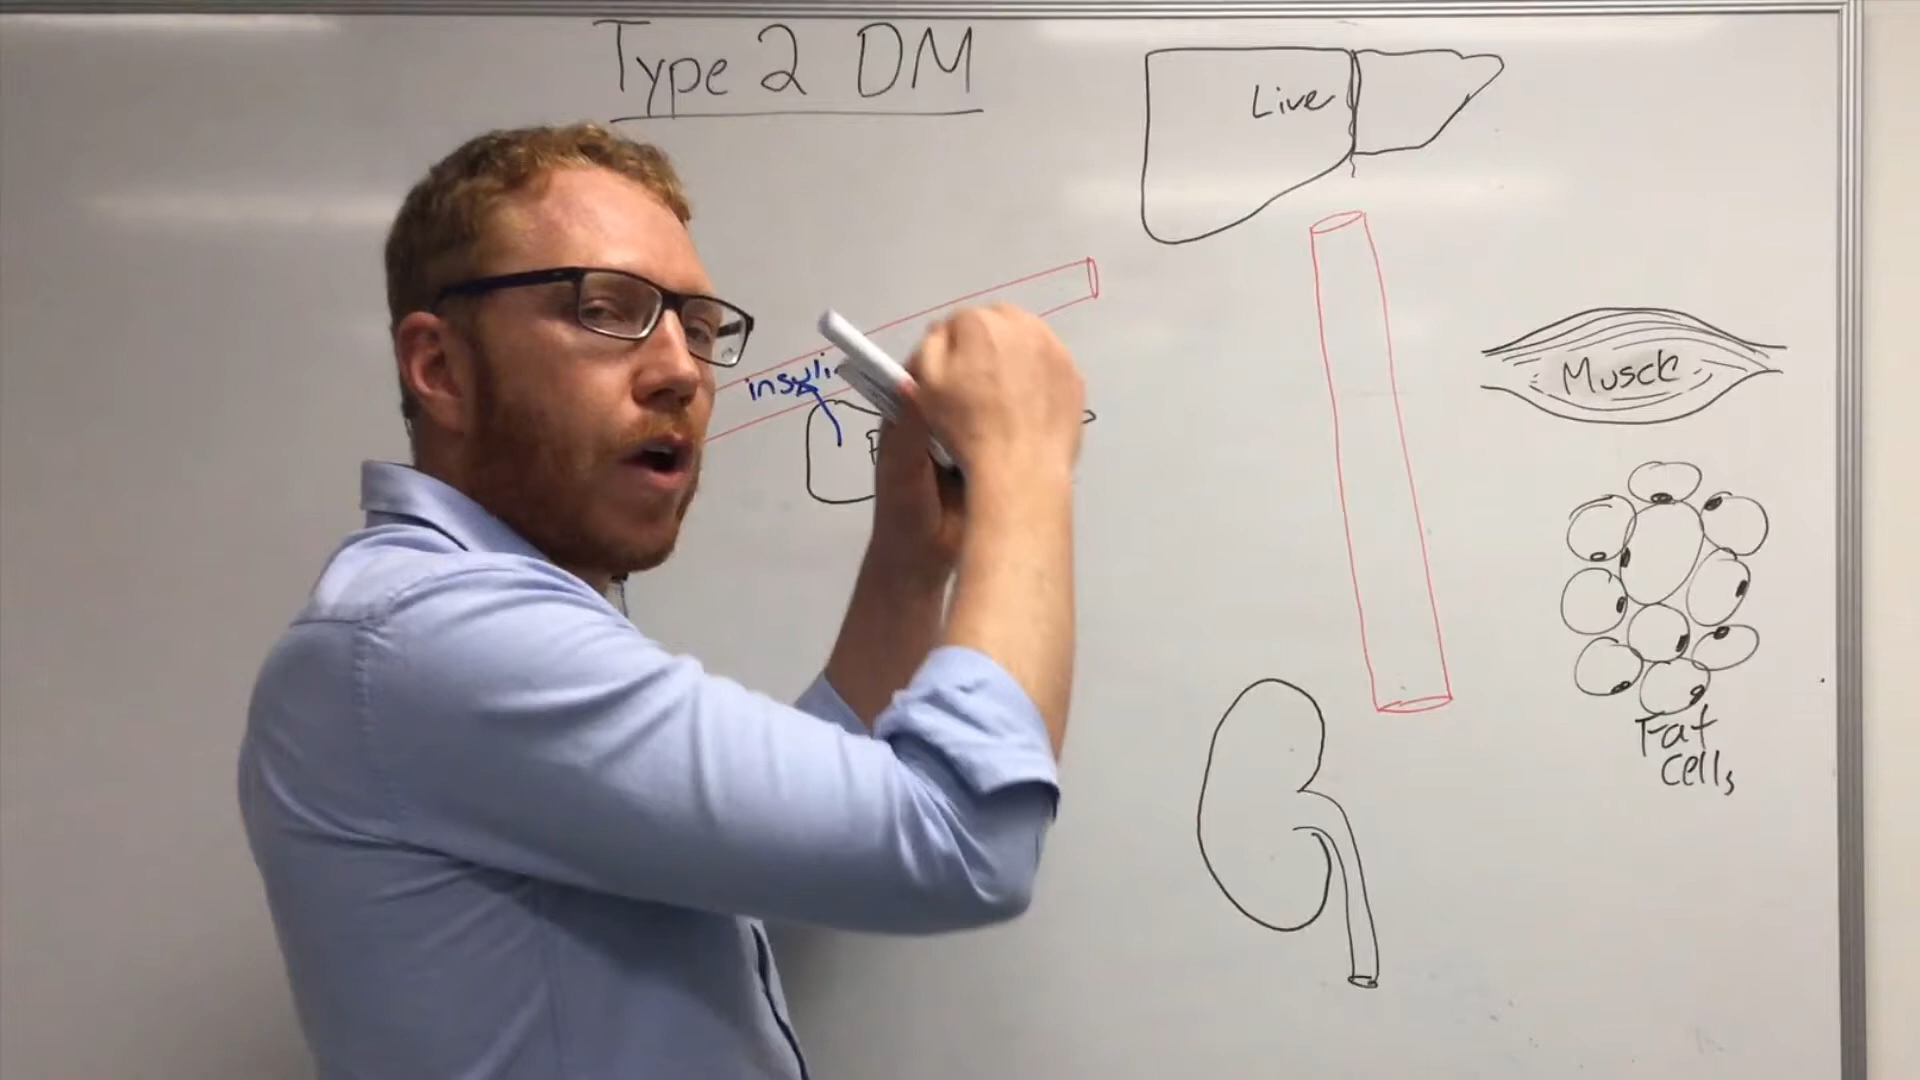 Type 2 DM
Live
insuli
Muscle
Fat
cells